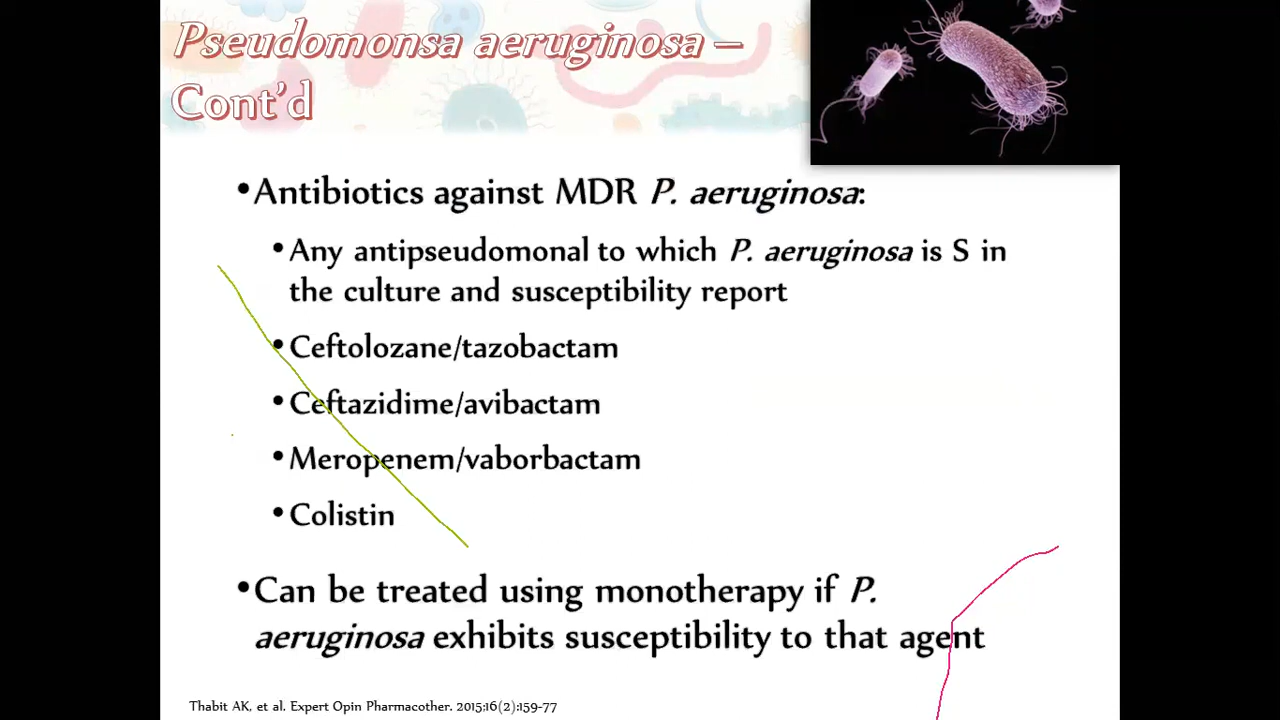 Pseudomonsa aeruginosa –
Cont'd
•Antibiotics against MDR P. aeruginosa:
•Any antipseudomonal to which P. aeruginosa is S in
the culture and susceptibility report
•Ceftolozane/tazobactam
•Ceftazidime/avibactam
•Meropenem/vaborbactam
•Colistin
•Can be treated using monotherapy if P.
aeruginosa exhibits susceptibility to that agent
Thabit AK, et al. Expert Opin Pharmacother. 2015;16(2):159-77